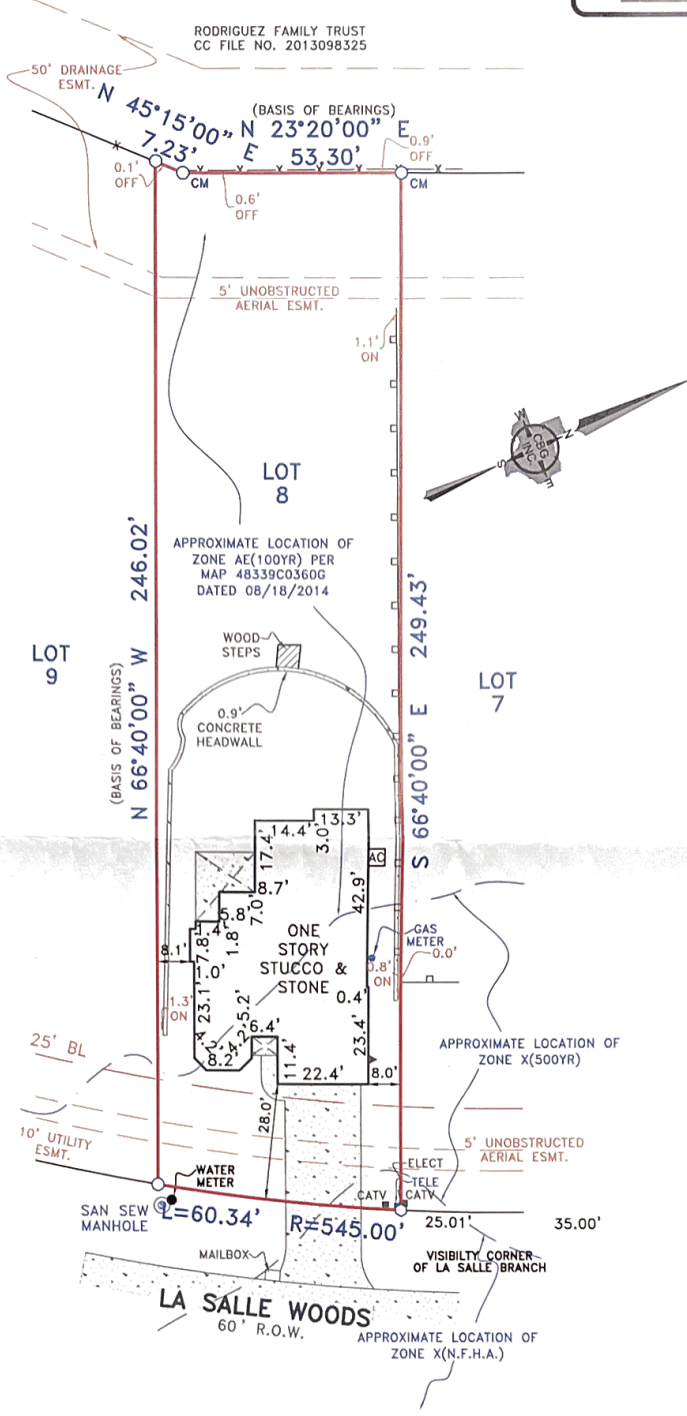 RODRIGUEZ FAMILY TRUST
CC FILE NO. 2013098325
50' DRAINAGE
ESMT.
(BASIS OF BEARINGS)
N 45°15'00" E
7.23'
N 23°20'00" E
53,30'
0.9'
OFF
0.1'
OFF
CM
0.6'
OFF
CM
5' UNOBSTRUCTED
AERIAL ESMT.
1.1'
ON
W
N
CBG
INC
S
E
LOT
8
APPROXIMATE LOCATION OF
ZONE AE(100YR) PER
MAP 48339C0360G
DATED 08/18/2014
(BASIS OF BEARINGS)
N 66°40'00" W 246.02'
S 66°40'00" E 249.43'
LOT
9
LOT
7
WOOD
STEPS
0.9'
CONCRETE
HEADWALL
13.3'
14.4'
3.0'
17.4'
AC
8.7'
42.9'
7.0'
5.8'
1.8'
7.8'
8.1'
1.0'
ONE
STORY
STUCCO &
STONE
GAS
METER
0.8'
ON
0.0'
0.4'
1.3'
ON
23.1'
5.2'
6.4'
4.2'
8.2'
4.2'
11.4'
23.4'
22.4'
8.0'
APPROXIMATE LOCATION OF
ZONE X(500YR)
25' BL
28.0'
10' UTILITY
ESMT.
5' UNOBSTRUCTED
AERIAL ESMT.
ELECT
TELE
CATV
CATV
WATER
METER
SAN SEW
MANHOLE
L=60.34' R=545.00'
25.01'
35.00'
MAILBOX
VISIBILTY CORNER
OF LA SALLE BRANCH
LA SALLE WOODS
60' R.O.W.
APPROXIMATE LOCATION OF
ZONE X(N.F.H.A.)